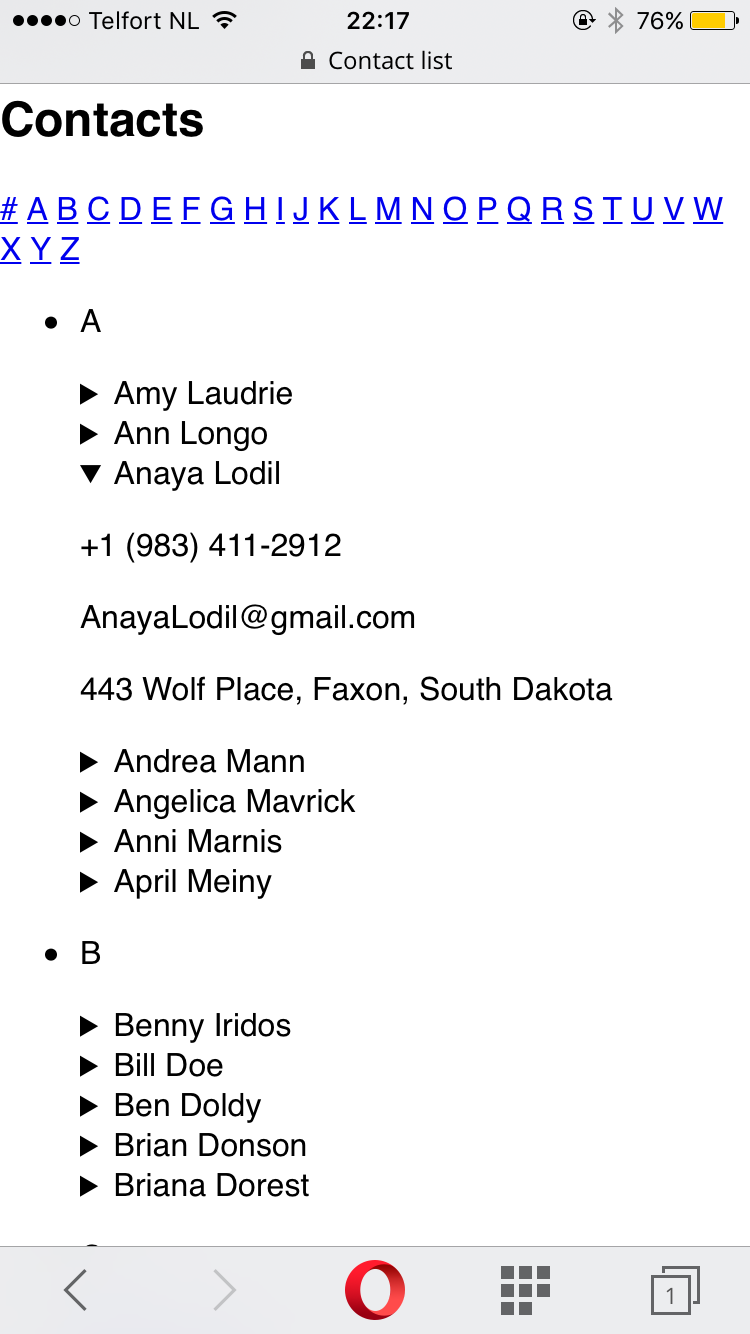 Telfort NL 22:17 76%
Contact list
Contacts
# A B C D E F G H I J K L M N O P Q R S T U V W
X Y Z
A
Amy Laudrie
Ann Longo
Anaya Lodil
+1 (983) 411-2912
AnayaLodil@gmail.com
443 Wolf Place, Faxon, South Dakota
Andrea Mann
Angelica Mavrick
Anni Marnis
April Meiny
B
Benny Iridos
Bill Doe
Ben Doldy
Brian Donson
Briana Dorest
1